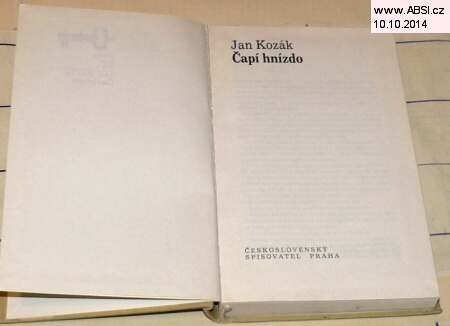 www.ABSI.cz
10.10.2014
Jan Kozák
Čapí hnízdo
ČESKOSLOVENSKÝ
SPISOVATEL PRAHA